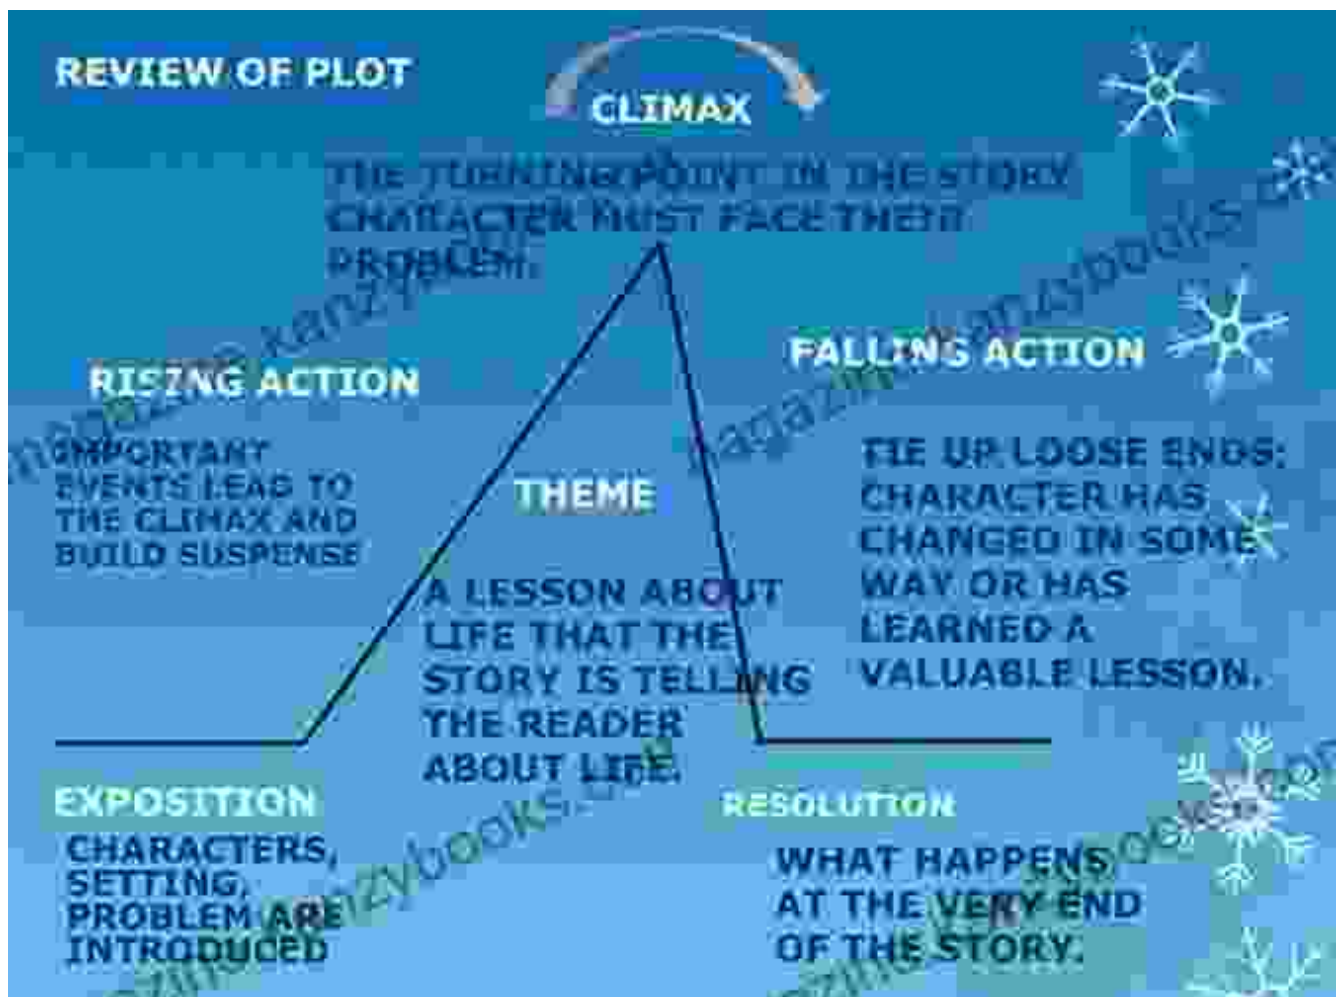 REVIEW OF PLOT
CLIMAX
THE TURNING POINT IN THE STORY
CHARACTER MUST FACE THEIR
PROBLEM.
RISING ACTION
IMPORTANT
EVENTS LEAD TO
THE CLIMAX AND
BUILD SUSPENSE
FALLING ACTION
TIE UP LOOSE ENDS;
CHARACTER HAS
CHANGED IN SOME
WAY OR HAS
LEARNED A
VALUABLE LESSON.
THEME
A LESSON ABOUT
LIFE THAT THE
STORY IS TELLING
THE READER
ABOUT LIFE.
EXPOSITION
CHARACTERS,
SETTING,
PROBLEM ARE
INTRODUCED
RESOLUTION
WHAT HAPPENS
AT THE VERY END
OF THE STORY.